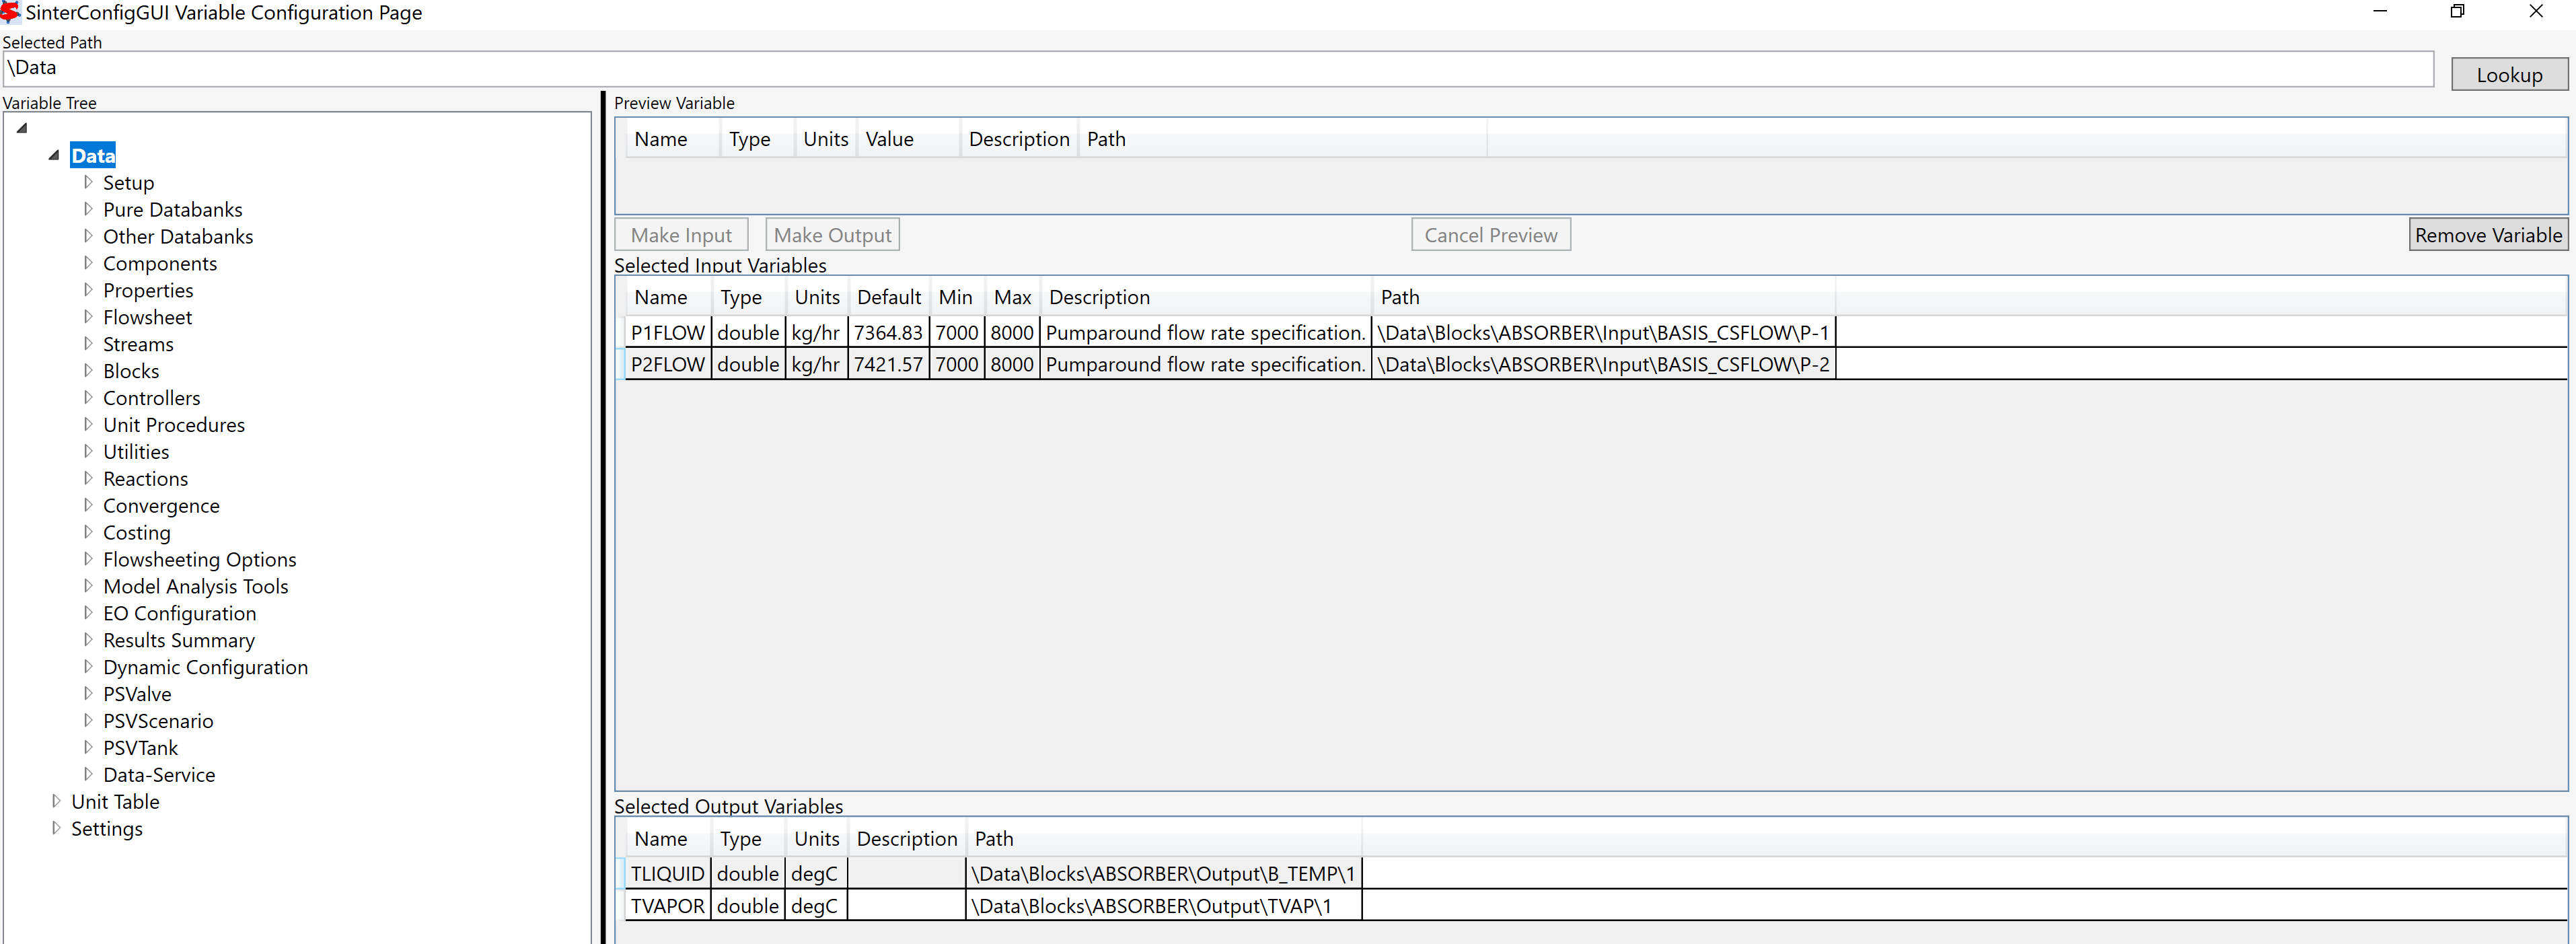 SinterConfigGUI Variable Configuration Page
Selected Path
\Data
Lookup
Variable Tree
Data
Setup
Pure Databanks
Other Databanks
Components
Properties
Flowsheet
Streams
Blocks
Controllers
Unit Procedures
Utilities
Reactions
Convergence
Costing
Flowsheeting Options
Model Analysis Tools
EO Configuration
Results Summary
Dynamic Configuration
PSValve
PSVScenario
PSVTank
Data-Service
Unit Table
Settings
Preview Variable
Name Type Units Value Description Path
Make Input Make Output Cancel Preview Remove Variable
Selected Input Variables
Name Type Units Default Min Max Description Path
P1FLOW double kg/hr 7364.83 7000 8000 Pumparound flow rate specification. \Data\Blocks\ABSORBER\Input\BASIS_CSFLOW\P-1
P2FLOW double kg/hr 7421.57 7000 8000 Pumparound flow rate specification. \Data\Blocks\ABSORBER\Input\BASIS_CSFLOW\P-2
Selected Output Variables
Name Type Units Description Path
TLIQUID double degC \Data\Blocks\ABSORBER\Output\B_TEMP\1
TVAPOR double degC \Data\Blocks\ABSORBER\Output\TVAP\1